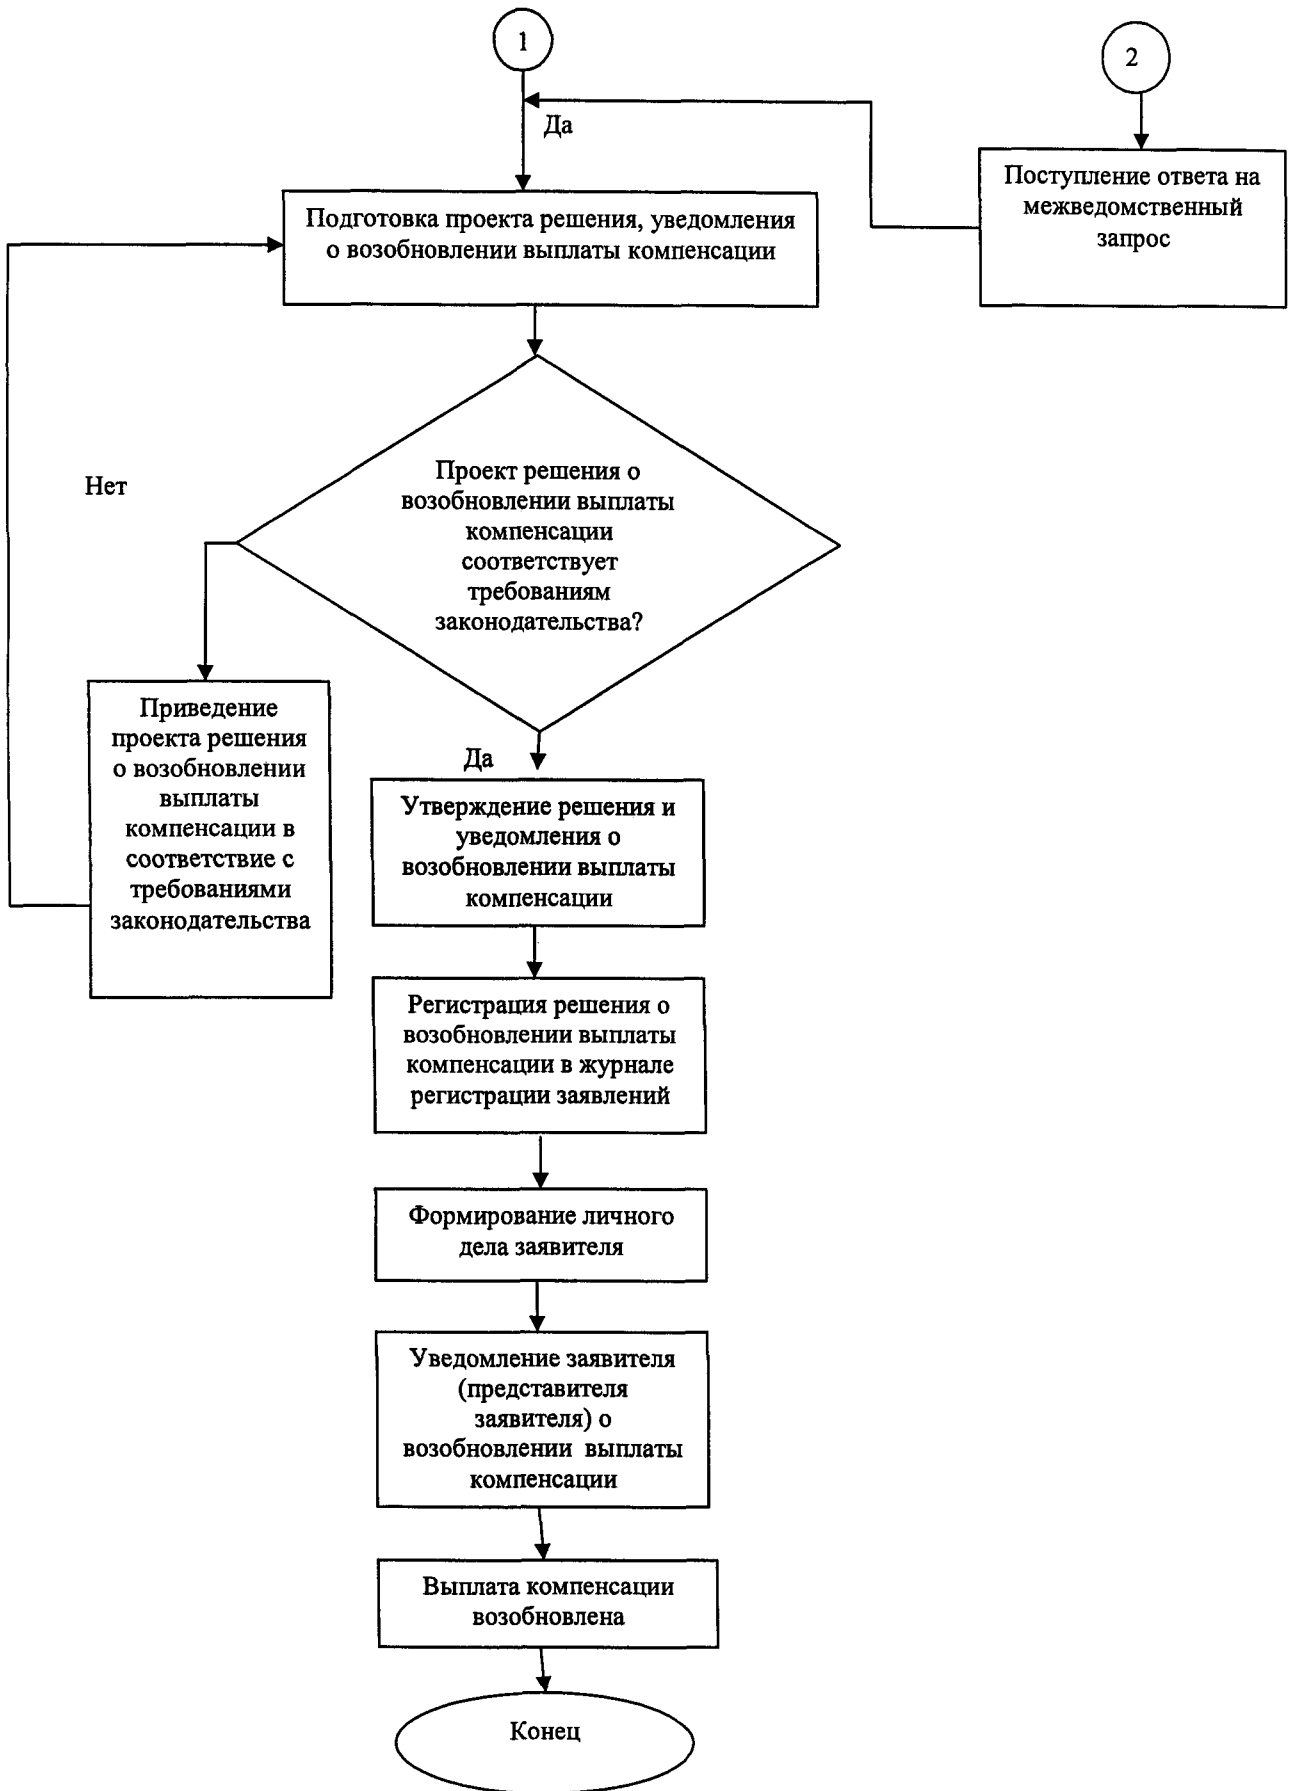 1
2
Да
Поступление ответа на
межведомственный
запрос
Подготовка проекта решения, уведомления
о возобновлении выплаты компенсации
Нет
Проект решения о
возобновлении выплаты
компенсации
соответствует
требованиям
законодательства?
Приведение
проекта решения
о возобновлении
выплаты
компенсации в
соответствие с
требованиями
законодательства
Да
Утверждение решения и
уведомления о
возобновлении выплаты
компенсации
Регистрация решения о
возобновлении выплаты
компенсации в журнале
регистрации заявлений
Формирование личного
дела заявителя
Уведомление заявителя
(представителя
заявителя) о
возобновлении выплаты
компенсации
Выплата компенсации
возобновлена
Конец